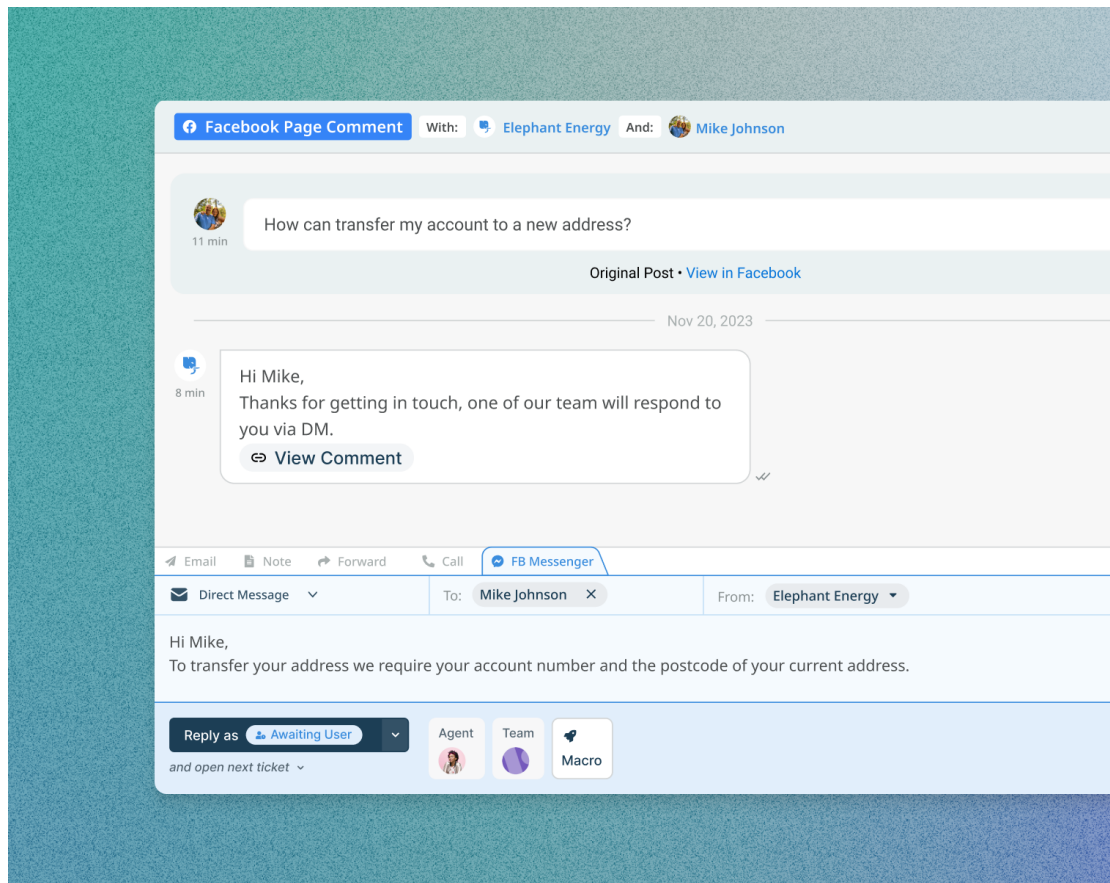 Facebook Page Comment With: Elephant Energy And: Mike Johnson
How can transfer my account to a new address?
11 min
Original Post • View in Facebook
Nov 20, 2023
8 min
Hi Mike,
Thanks for getting in touch, one of our team will respond to
you via DM.
View Comment
Email Note Forward Call FB Messenger
Direct Message To: Mike Johnson From: Elephant Energy
Hi Mike,
To transfer your address we require your account number and the postcode of your current address.
Reply as Awaiting User
and open next ticket
Agent Team
Macro